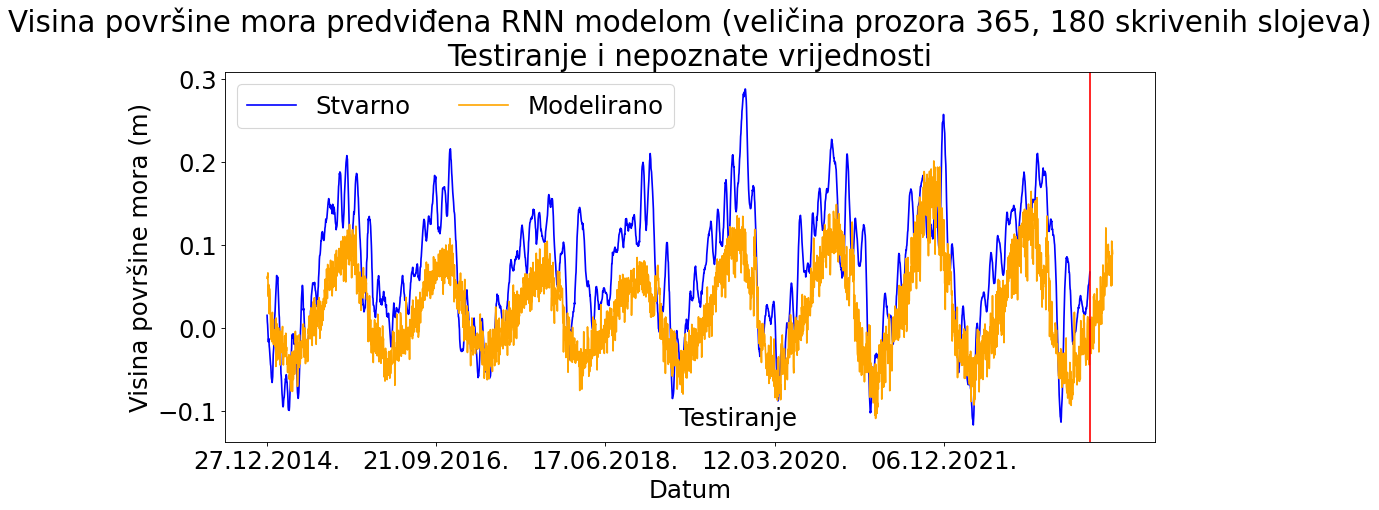 Visina površine mora predviđena RNN modelom (veličina prozora 365, 180 skrivenih slojeva)
Testiranje i nepoznate vrijednosti
Stvarno
Modelirano
Visina površine mora (m)
0.3
0.2
0.1
0.0
−0.1
Testiranje
27.12.2014.
21.09.2016.
17.06.2018.
12.03.2020.
06.12.2021.
Datum